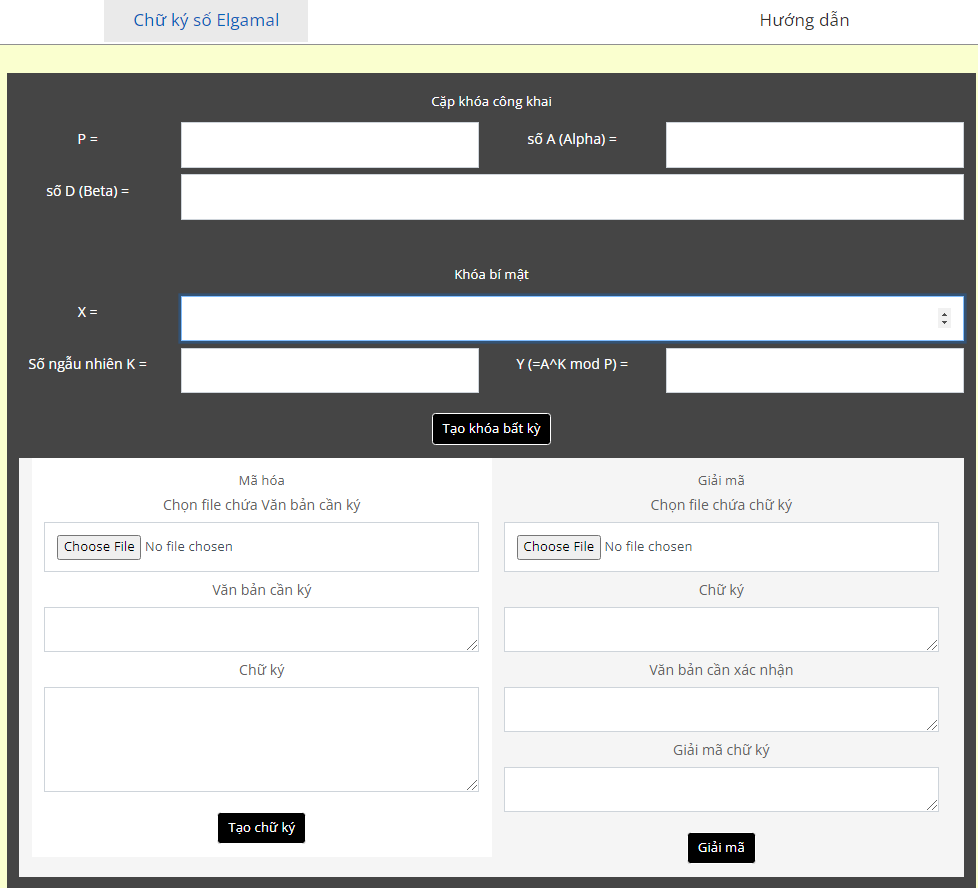 Chữ ký số Elgamal
Hướng dẫn
Cặp khóa công khai
P =
số A (Alpha) =
số D (Beta) =
Khóa bí mật
X =
Số ngẫu nhiên K =
Y (=A^K mod P) =
Tạo khóa bất kỳ
Mã hóa
Chọn file chứa Văn bản cần ký
Choose File No file chosen
Văn bản cần ký
Chữ ký
Tạo chữ ký
Giải mã
Chọn file chứa chữ ký
Choose File No file chosen
Chữ ký
Văn bản cần xác nhận
Giải mã chữ ký
Giải mã